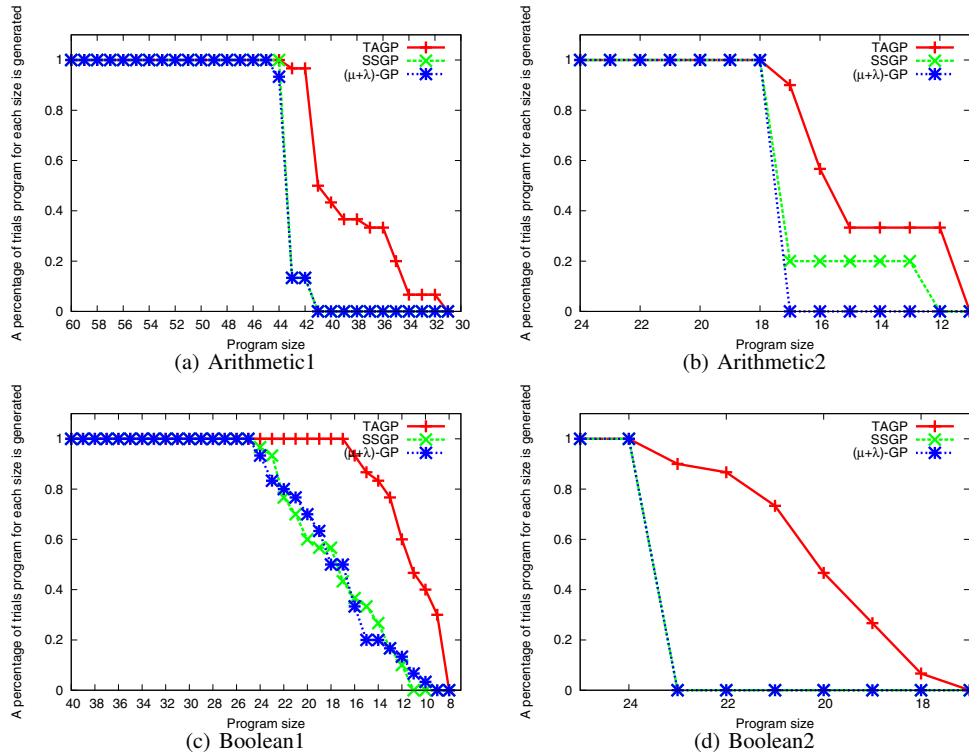 A percentage of trials program for each size is generated
1
0.8
0.6
0.4
0.2
0
60 58 56 54 52 50 48 46 44 42 40 38 36 34 32 30
Program size
TAGP
SSGP
(μ+λ)-GP
(a) Arithmetic1
A percentage of trials program for each size is generated
1
0.8
0.6
0.4
0.2
0
24 22 20 18 16 14 12
Program size
TAGP
SSGP
(μ+λ)-GP
(b) Arithmetic2
A percentage of trials program for each size is generated
1
0.8
0.6
0.4
0.2
0
40 38 36 34 32 30 28 26 24 22 20 18 16 14 12 10 8
Program size
TAGP
SSGP
(μ+λ)-GP
(c) Boolean1
A percentage of trials program for each size is generated
1
0.8
0.6
0.4
0.2
0
24 22 20 18
Program size
TAGP
SSGP
(μ+λ)-GP
(d) Boolean2